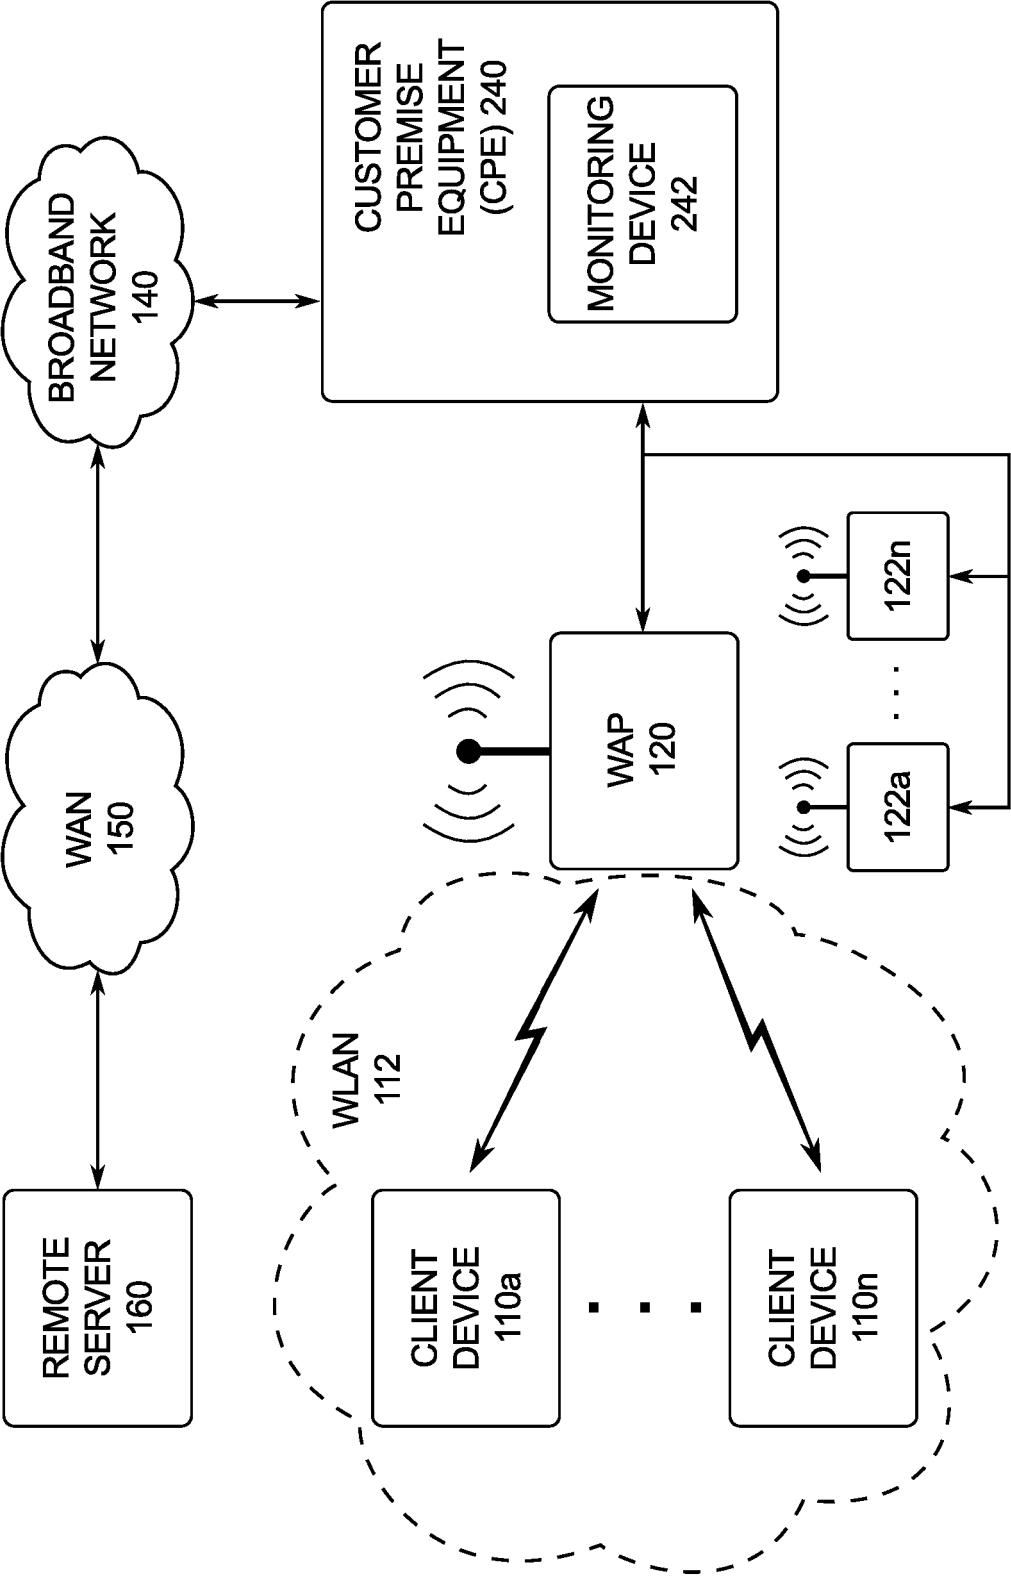 REMOTE
SERVER
160
WAN
150
BROADBAND
NETWORK
140
CUSTOMER
PREMISE
EQUIPMENT
(CPE) 240
MONITORING
DEVICE
242
WLAN
112
WAP
120
CLIENT
DEVICE
110a
CLIENT
DEVICE
110n
122a
122n